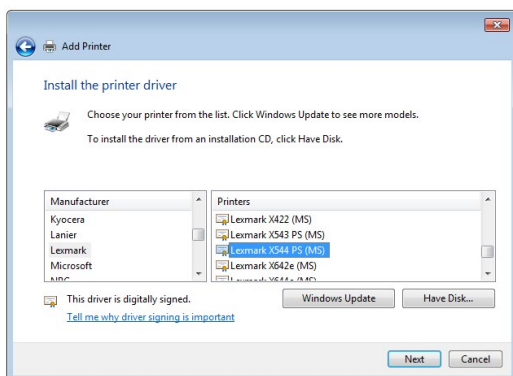 Add Printer
Install the printer driver
Choose your printer from the list. Click Windows Update to see more models.
To install the driver from an installation CD, click Have Disk.
Manufacturer
Kyocera
Lanier
Lexmark
Microsoft
Printers
Lexmark X422 (MS)
Lexmark X543 PS (MS)
Lexmark X544 PS (MS)
Lexmark X642e (MS)
This driver is digitally signed.
Tell me why driver signing is important
Windows Update
Have Disk...
Next
Cancel